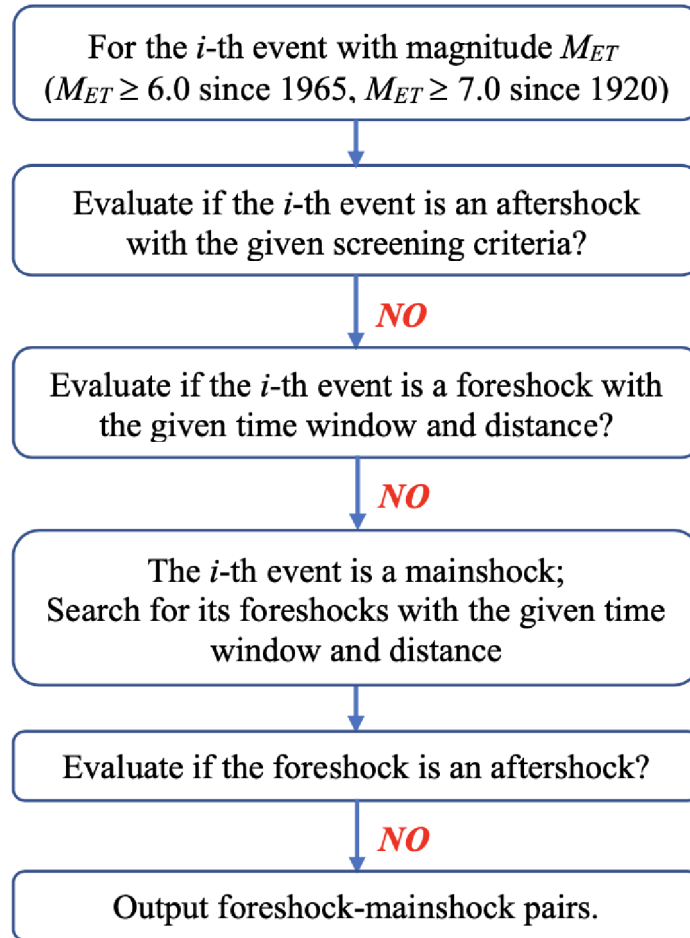 For the i-th event with magnitude MET
(MET ≥ 6.0 since 1965, MET ≥ 7.0 since 1920)
Evaluate if the i-th event is an aftershock
with the given screening criteria?
NO
Evaluate if the i-th event is a foreshock with
the given time window and distance?
NO
The i-th event is a mainshock;
Search for its foreshocks with the given time
window and distance
Evaluate if the foreshock is an aftershock?
NO
Output foreshock-mainshock pairs.